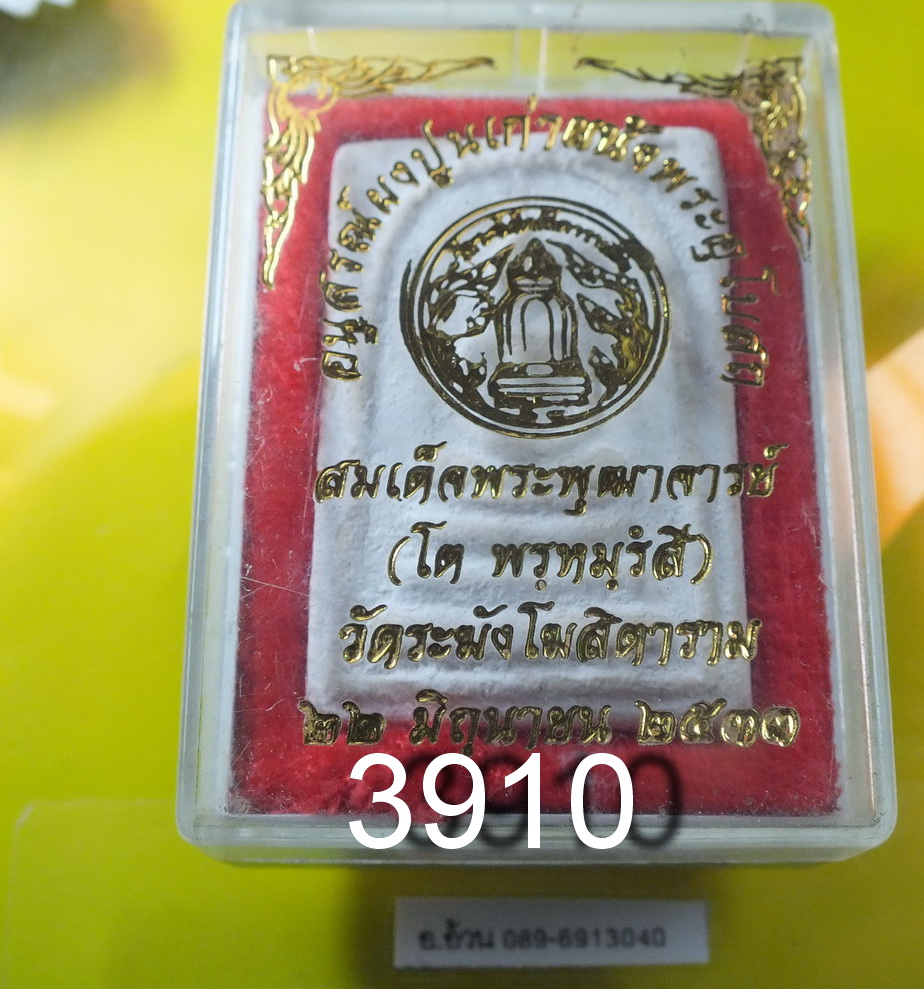 อนุสรณ์ผงปูนเก่าผนังพระอุโบสถ
สมเด็จพระพุฒาจารย์
(โต พรฺหมฺรํสี)
วัดระฆังโฆสิตาราม
๒๒ มิถุนายน ๒๕๓๓
3910
อ.อ้วน 089-6913040